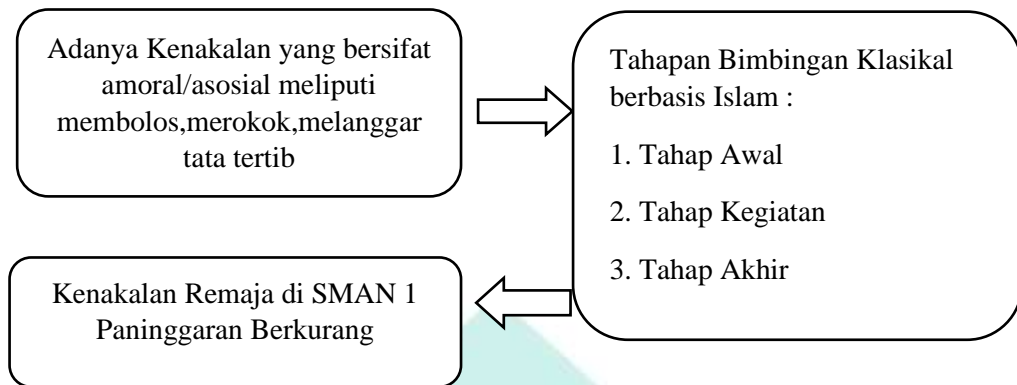 Adanya Kenakalan yang bersifat
amoral/asosial meliputi
membolos,merokok,melanggar
tata tertib
Tahapan Bimbingan Klasikal
berbasis Islam :
1. Tahap Awal
2. Tahap Kegiatan
3. Tahap Akhir
Kenakalan Remaja di SMAN 1
Paninggaran Berkurang